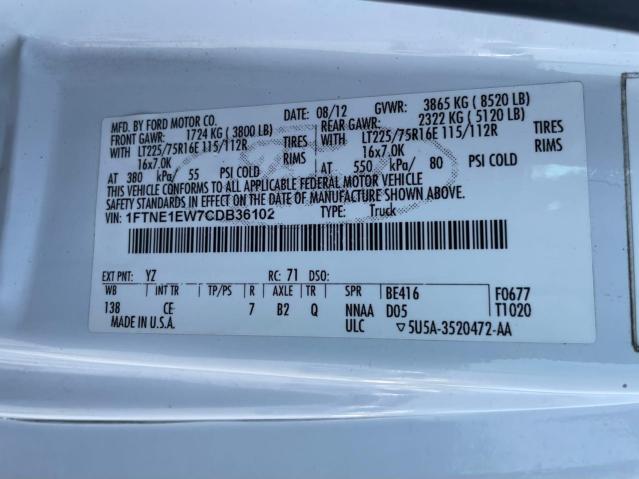 MFD. BY FORD MOTOR CO. DATE: 08/12 GVWR: 3865 KG ( 8520 LB)
FRONT GAWR: 1724 KG ( 3800 LB) REAR GAWR: 2322 KG ( 5120 LB)
WITH LT225/75R16E 115/112R TIRES WITH LT225/75R16E 115/112R TIRES
16x7.0K RIMS 16x7.0K RIMS
AT 380 kPa/ 55 PSI COLD AT 550 kPa/ 80 PSI COLD
THIS VEHICLE CONFORMS TO ALL APPLICABLE FEDERAL MOTOR VEHICLE
SAFETY STANDARDS IN EFFECT ON THE DATE OF MANUFACTURE SHOWN ABOVE.
VIN: 1FTNE1EW7CDB36102 TYPE: Truck
EXT PNT: YZ RC: 71 DSO:
WB INT TR TP/PS R AXLE TR SPR BE416 F0677
138 CE 7 B2 Q NNAA D05 T1020
MADE IN U.S.A. ULC ▽5U5A-3520472-AA